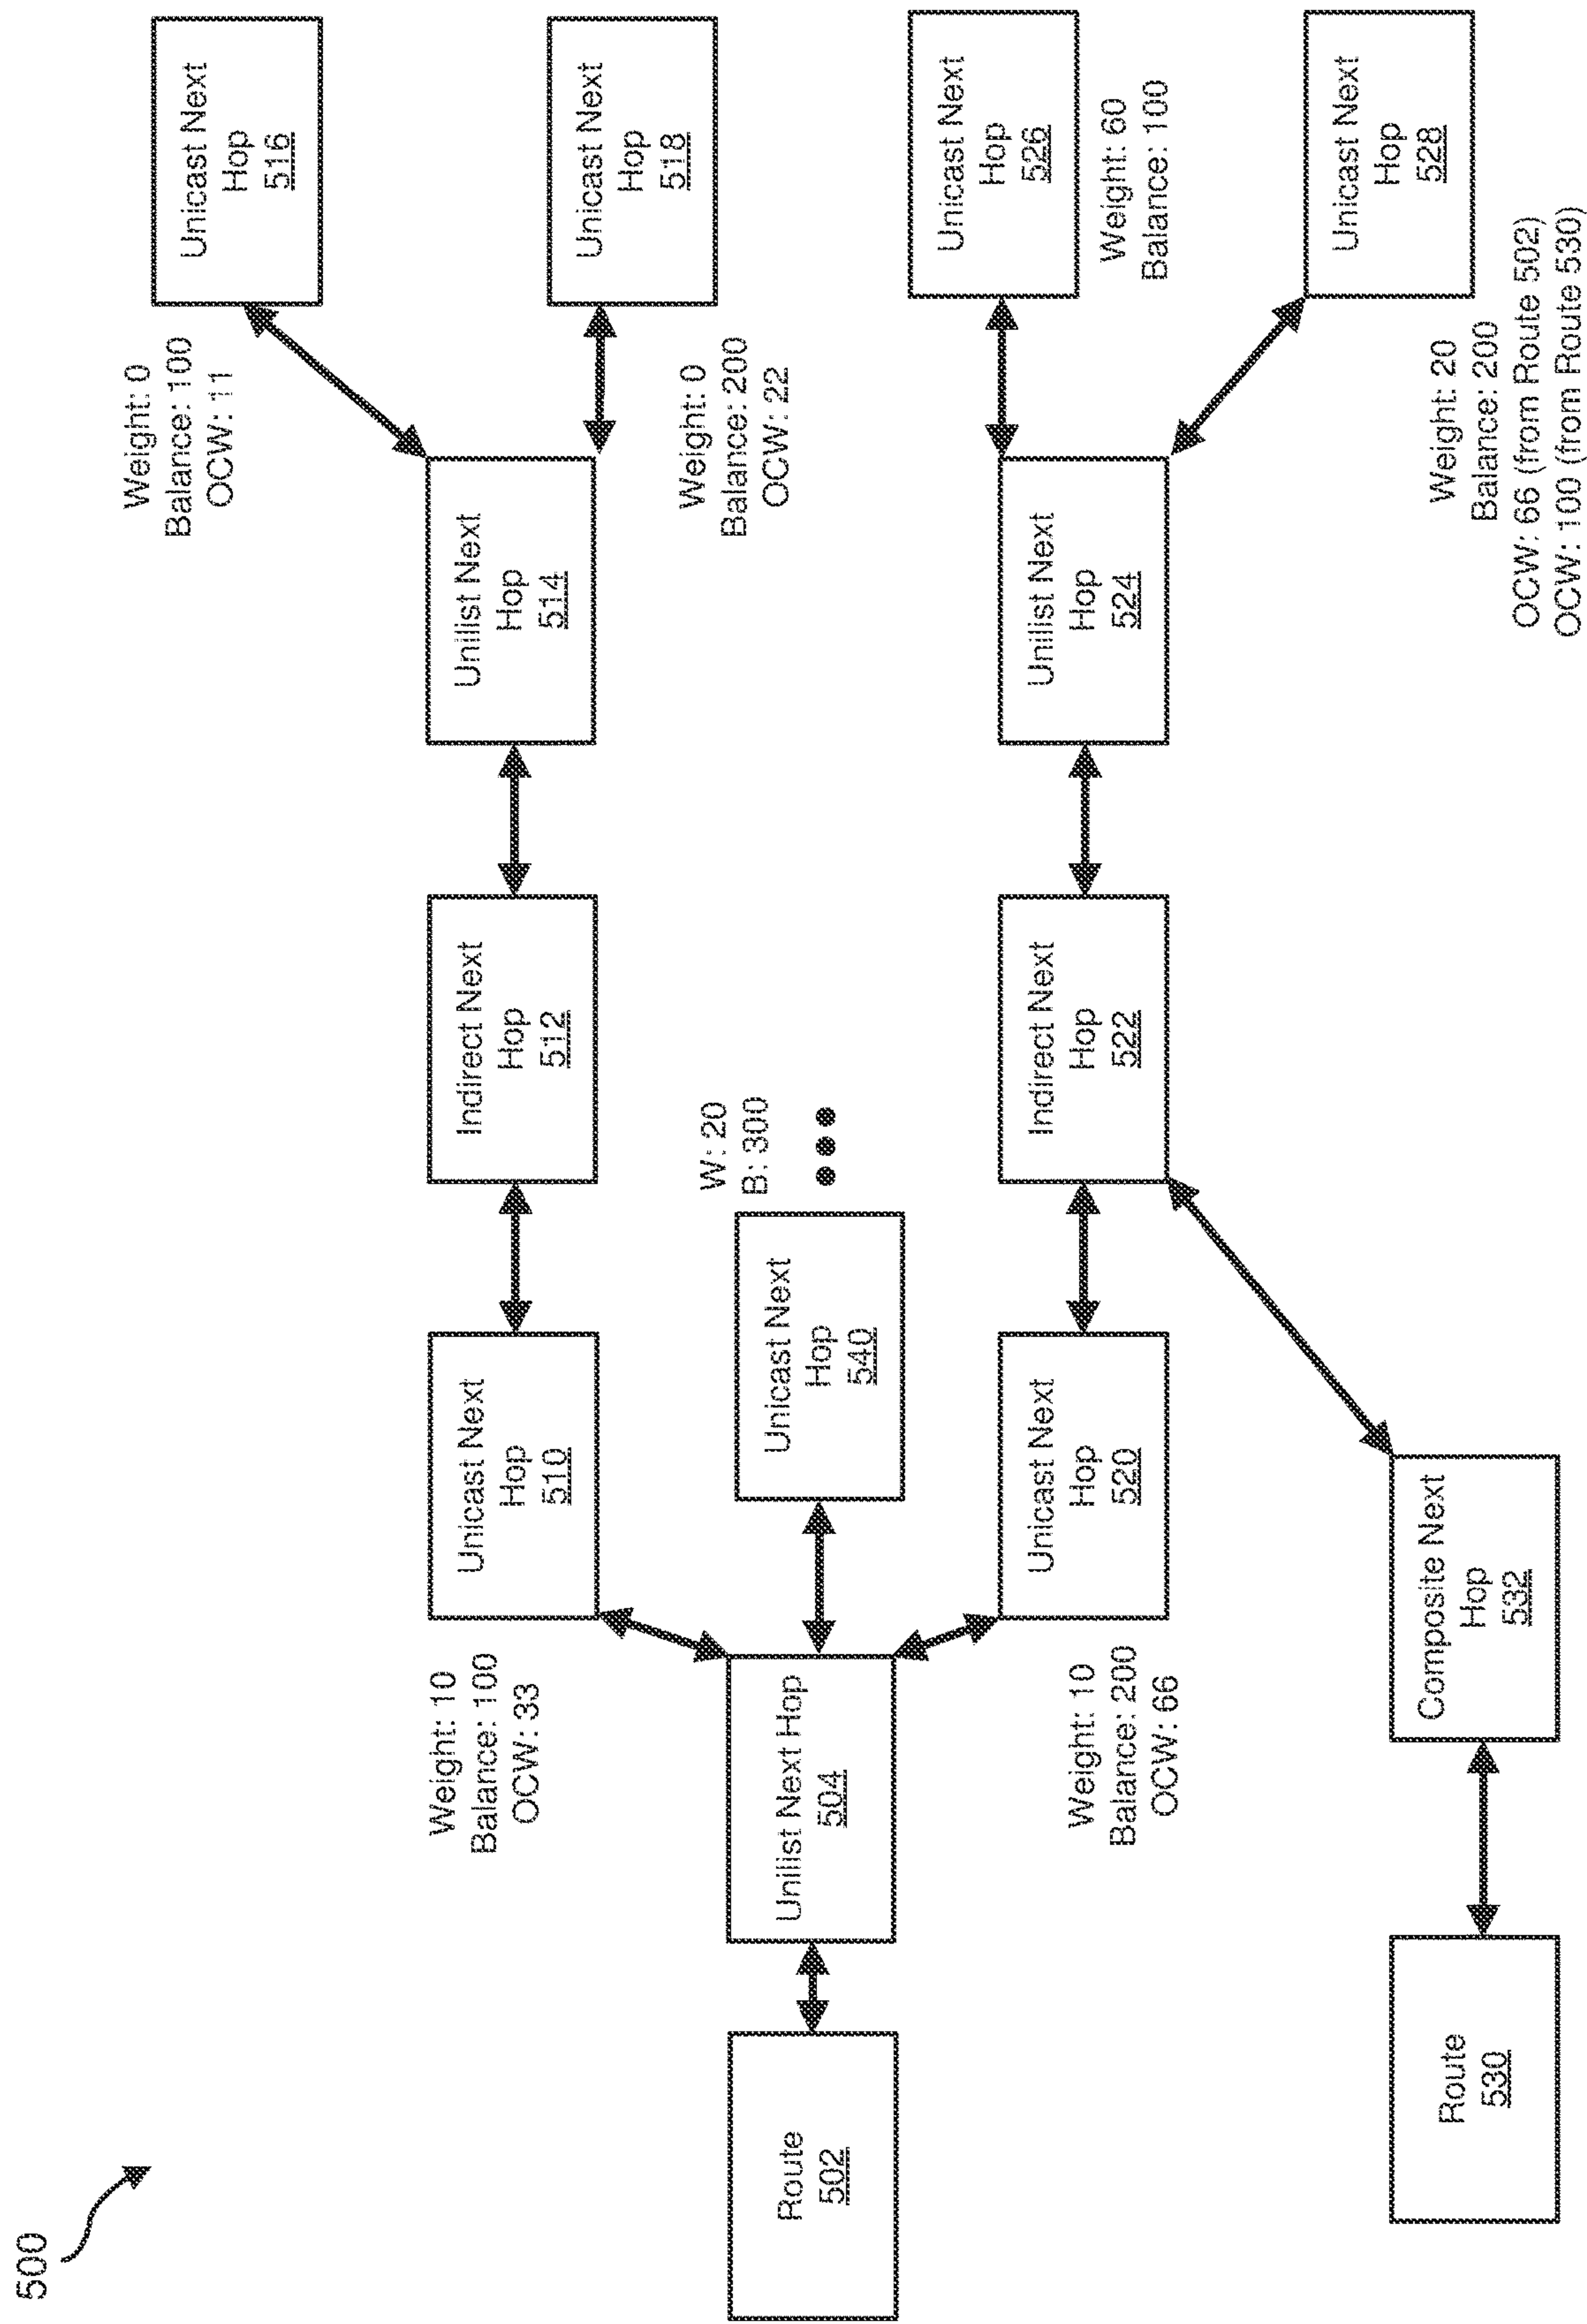 500
Route
502
Unilist Next Hop
504
Weight: 10
Balance: 100
OCW: 33
Unicast Next
Hop
510
Indirect Next
Hop
512
Unilist Next
Hop
514
Weight: 0
Balance: 100
OCW: 11
Unicast Next
Hop
516
Weight: 0
Balance: 200
OCW: 22
Unicast Next
Hop
518
Unicast Next
Hop
540
W: 20
B: 300
Weight: 10
Balance: 200
OCW: 66
Unicast Next
Hop
520
Indirect Next
Hop
522
Unilist Next
Hop
524
Unicast Next
Hop
526
Weight: 60
Balance: 100
Unicast Next
Hop
528
Weight: 20
Balance: 200
OCW: 66 (from Route 502)
OCW: 100 (from Route 530)
Route
530
Composite Next
Hop
532